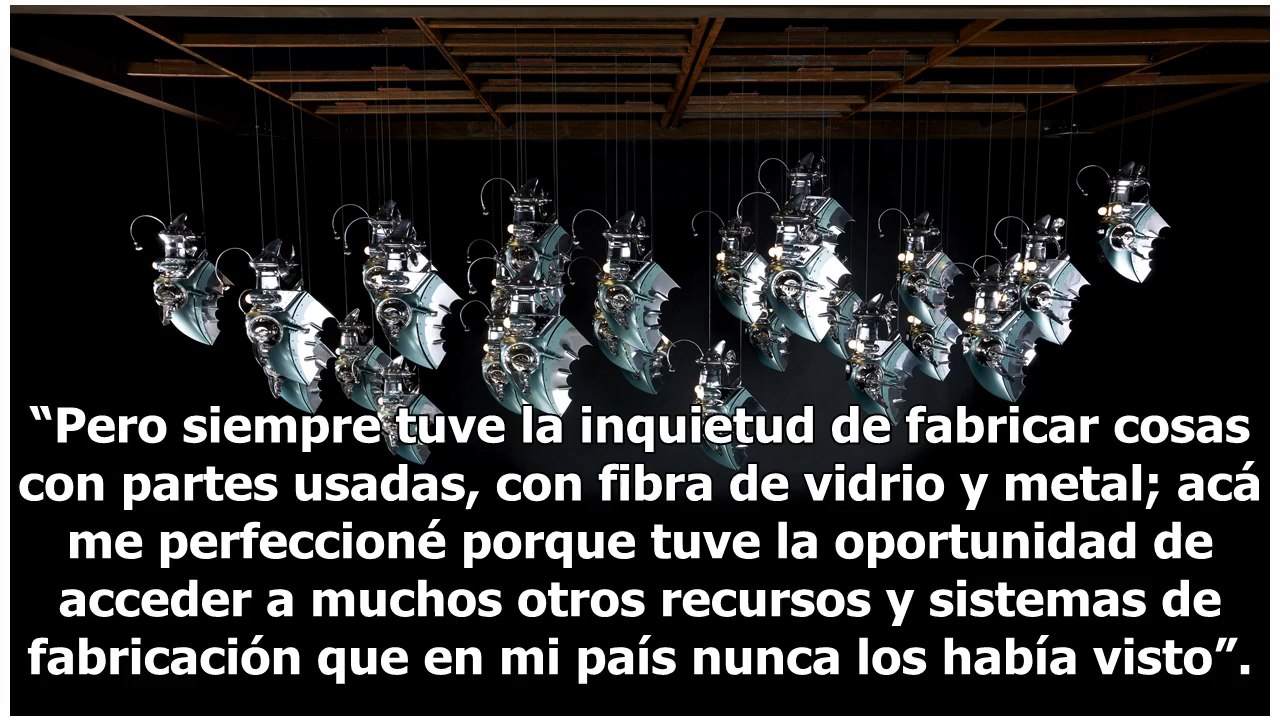 “Pero siempre tuve la inquietud de fabricar cosas
con partes usadas, con fibra de vidrio y metal; acá
me perfeccioné porque tuve la oportunidad de
acceder a muchos otros recursos y sistemas de
fabricación que en mi país nunca los había visto”.